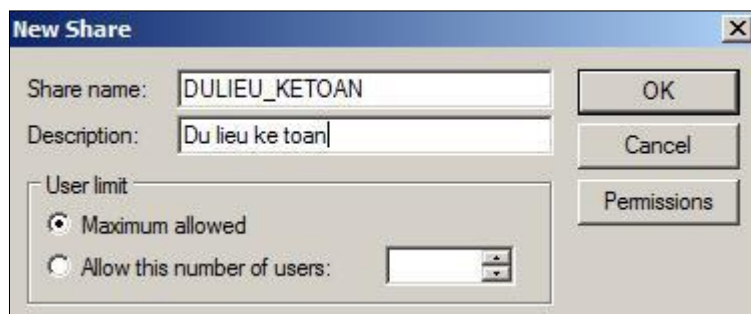 New Share
Share name: DULIEU_KETOAN OK
Description: Du lieu ke toan Cancel
User limit Permissions
Maximum allowed
Allow this number of users: